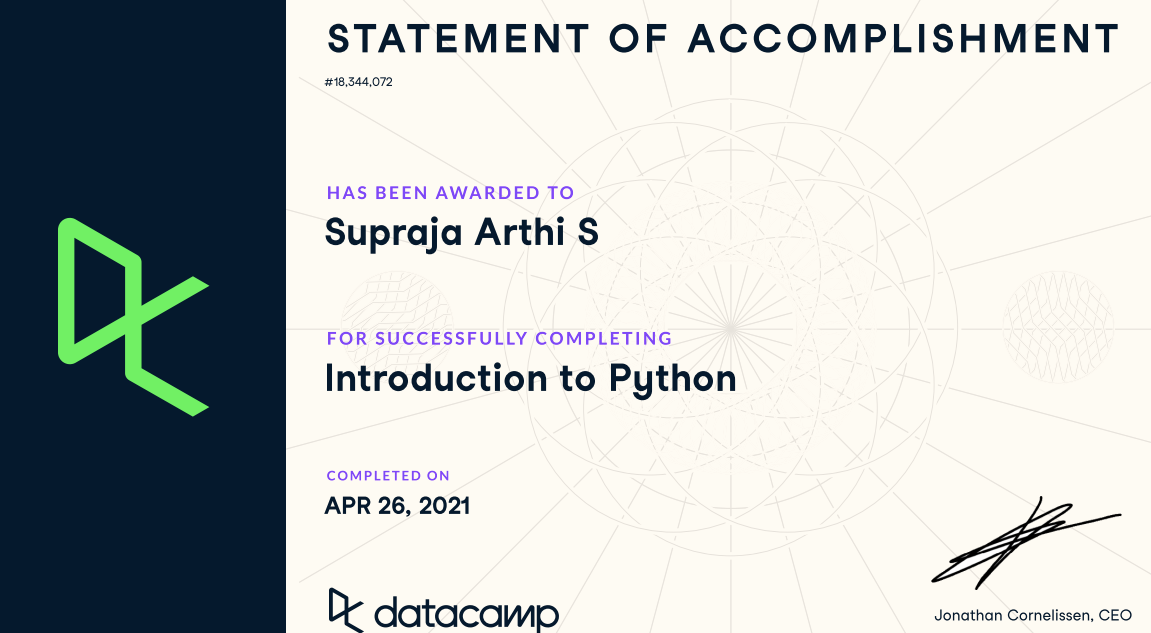 STATEMENT OF ACCOMPLISHMENT
#18,344,072
HAS BEEN AWARDED TO
Supraja Arthi S
FOR SUCCESSFULLY COMPLETING
Introduction to Python
COMPLETED ON
APR 26, 2021
datacamp
Jonathan Cornelissen, CEO